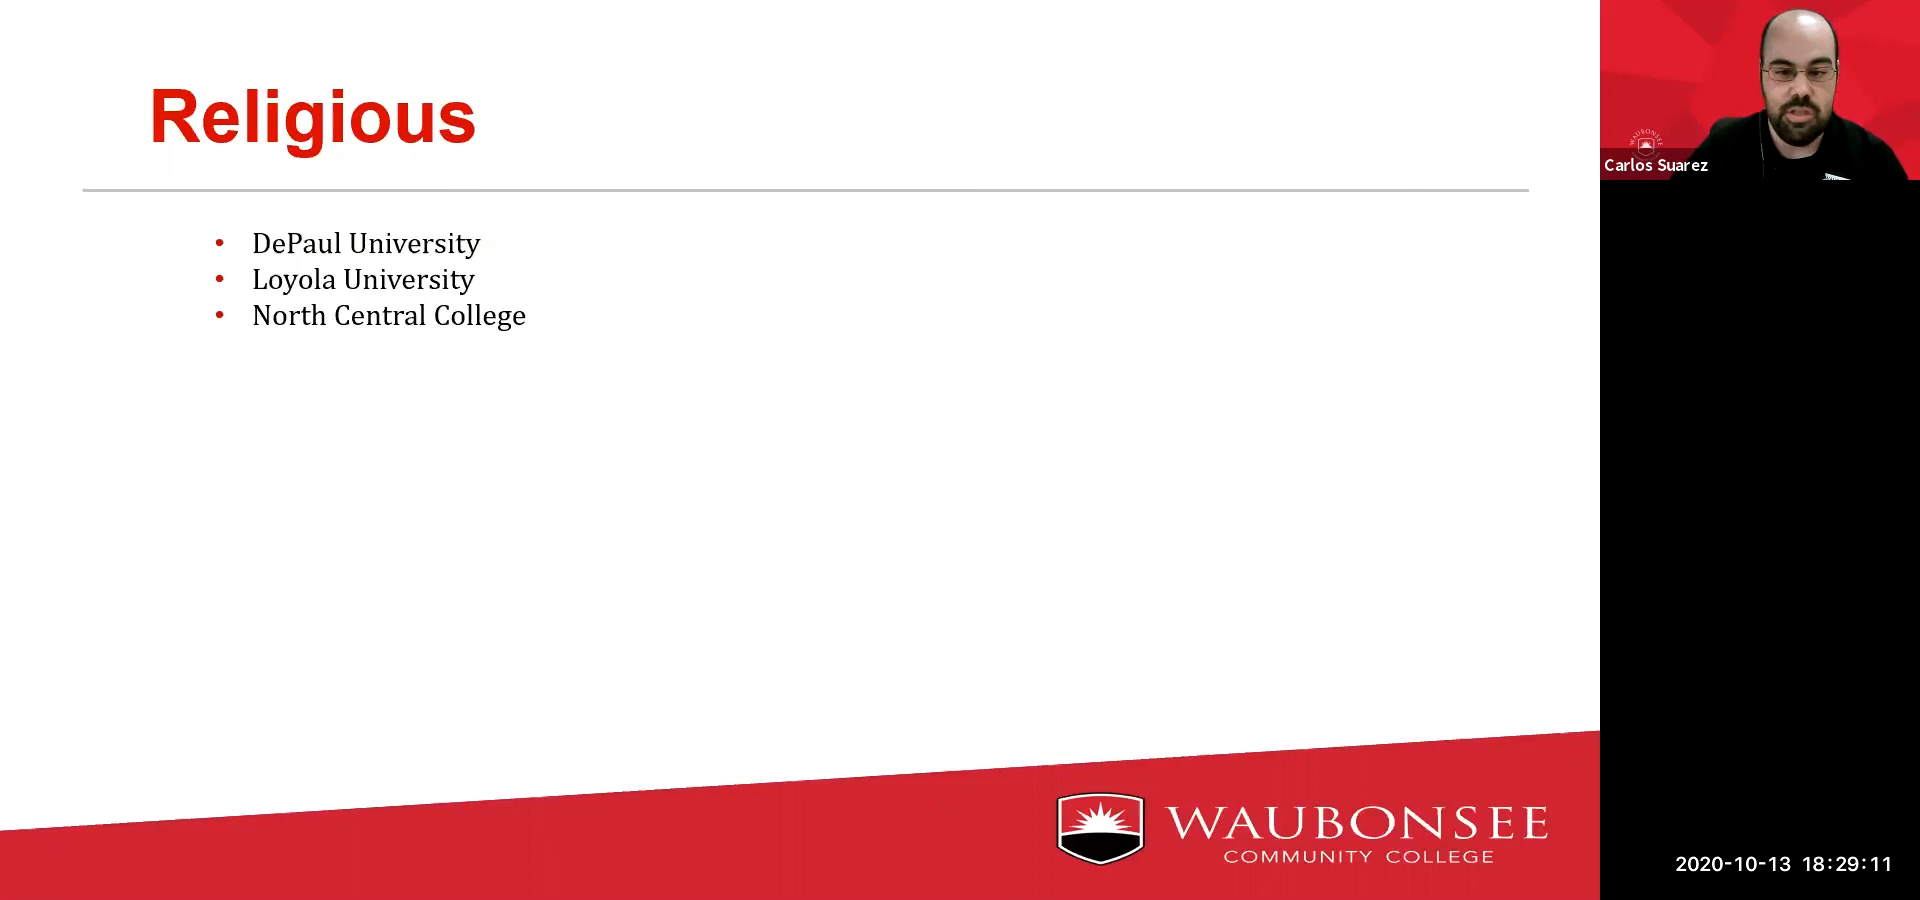 Religious
• DePaul University
• Loyola University
• North Central College
WAUBONSEE
COMMUNITY COLLEGE
WAUBONSEE
Carlos Suarez
2020-10-13 18:29:11